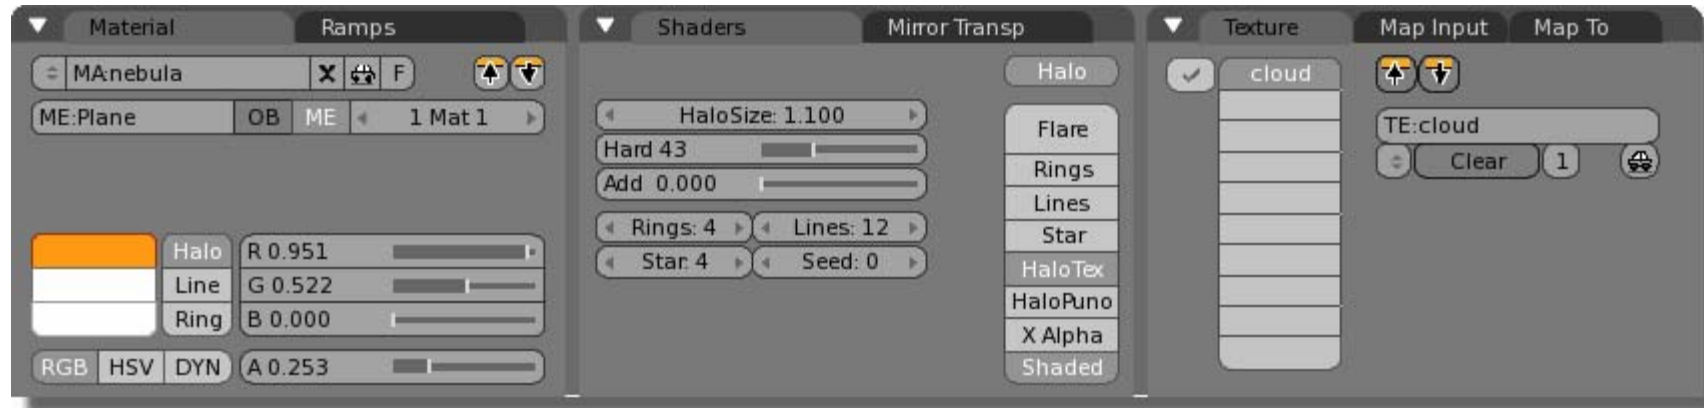 Material Ramps
MA:nebula F
ME:Plane OB ME 1 Mat 1
Halo R 0.951
Line G 0.522
Ring B 0.000
RGB HSV DYN A 0.253
Shaders Mirror Transp
Halo
HaloSize: 1.100
Hard 43
Add 0.000
Rings: 4 Lines: 12
Star: 4 Seed: 0
Flare
Rings
Lines
Star
HaloTex
HaloPuno
X Alpha
Shaded
Texture Map Input Map To
cloud
TE:cloud
Clear 1